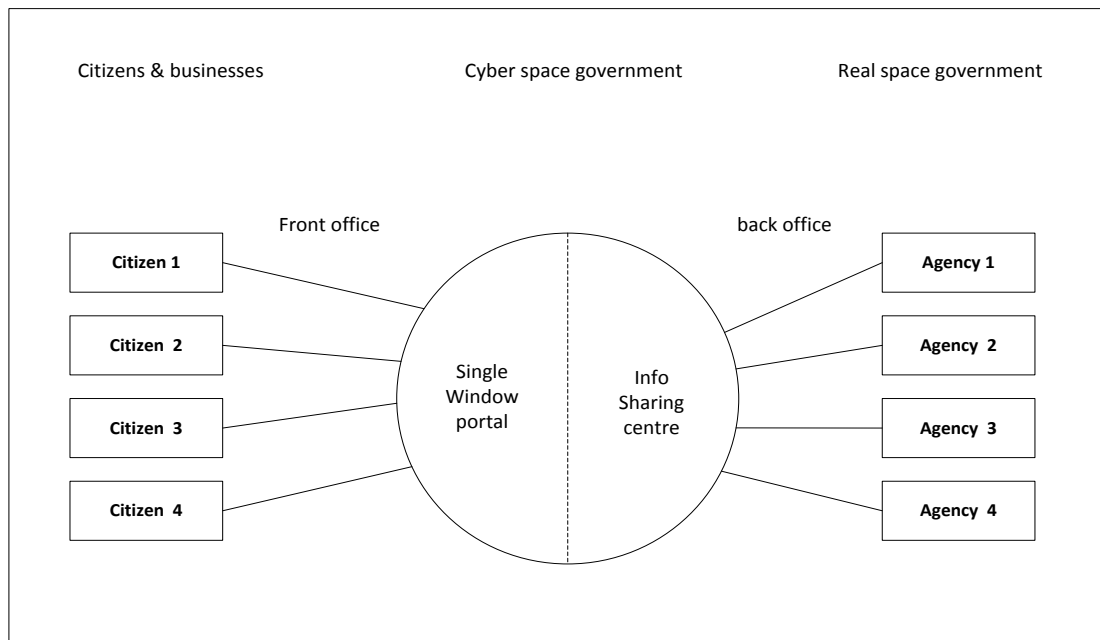 Citizens & businesses
Cyber space government
Real space government
Front office
back office
Citizen 1
Citizen 2
Citizen 3
Citizen 4
Single
Window
portal
Info
Sharing
centre
Agency 1
Agency 2
Agency 3
Agency 4